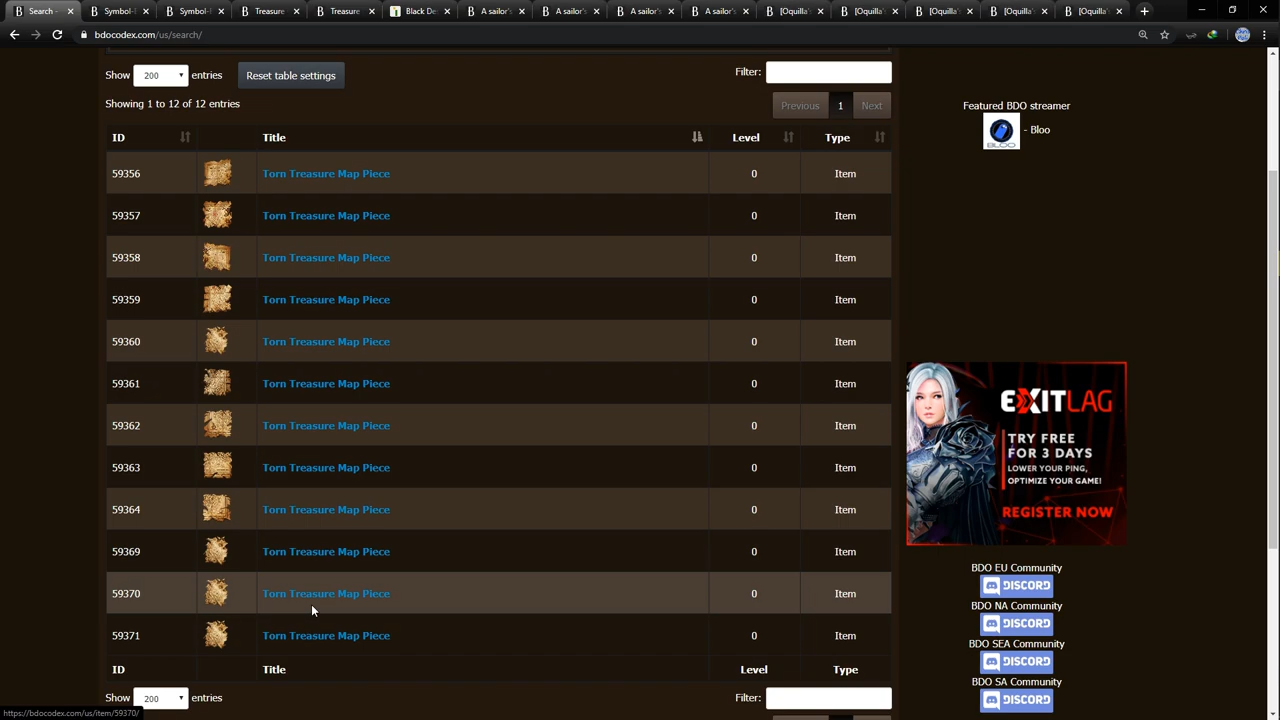 Search - Symbol- Symbol- Treasure Treasure Black De A sailor' A sailor' A sailor' A sailor' [Oquilla' [Oquilla' [Oquilla' [Oquilla' [Oquilla'
bdocodex.com/us/search/
Show 200 entries Reset table settings Filter:
Showing 1 to 12 of 12 entries Previous 1 Next
ID Title Level Type
59356 Torn Treasure Map Piece 0 Item
59357 Torn Treasure Map Piece 0 Item
59358 Torn Treasure Map Piece 0 Item
59359 Torn Treasure Map Piece 0 Item
59360 Torn Treasure Map Piece 0 Item
59361 Torn Treasure Map Piece 0 Item
59362 Torn Treasure Map Piece 0 Item
59363 Torn Treasure Map Piece 0 Item
59364 Torn Treasure Map Piece 0 Item
59369 Torn Treasure Map Piece 0 Item
59370 Torn Treasure Map Piece 0 Item
59371 Torn Treasure Map Piece 0 Item
ID Title Level Type
Show 200 entries Filter:
https://bdocodex.com/us/item/59370/
Featured BDO streamer
BLOO - Bloo
EXITLAG
TRY FREE
FOR 3 DAYS
LOWER YOUR PING,
OPTIMIZE YOUR GAME!
REGISTER NOW
BDO EU Community
DISCORD
BDO NA Community
DISCORD
BDO SEA Community
DISCORD
BDO SA Community
DISCORD